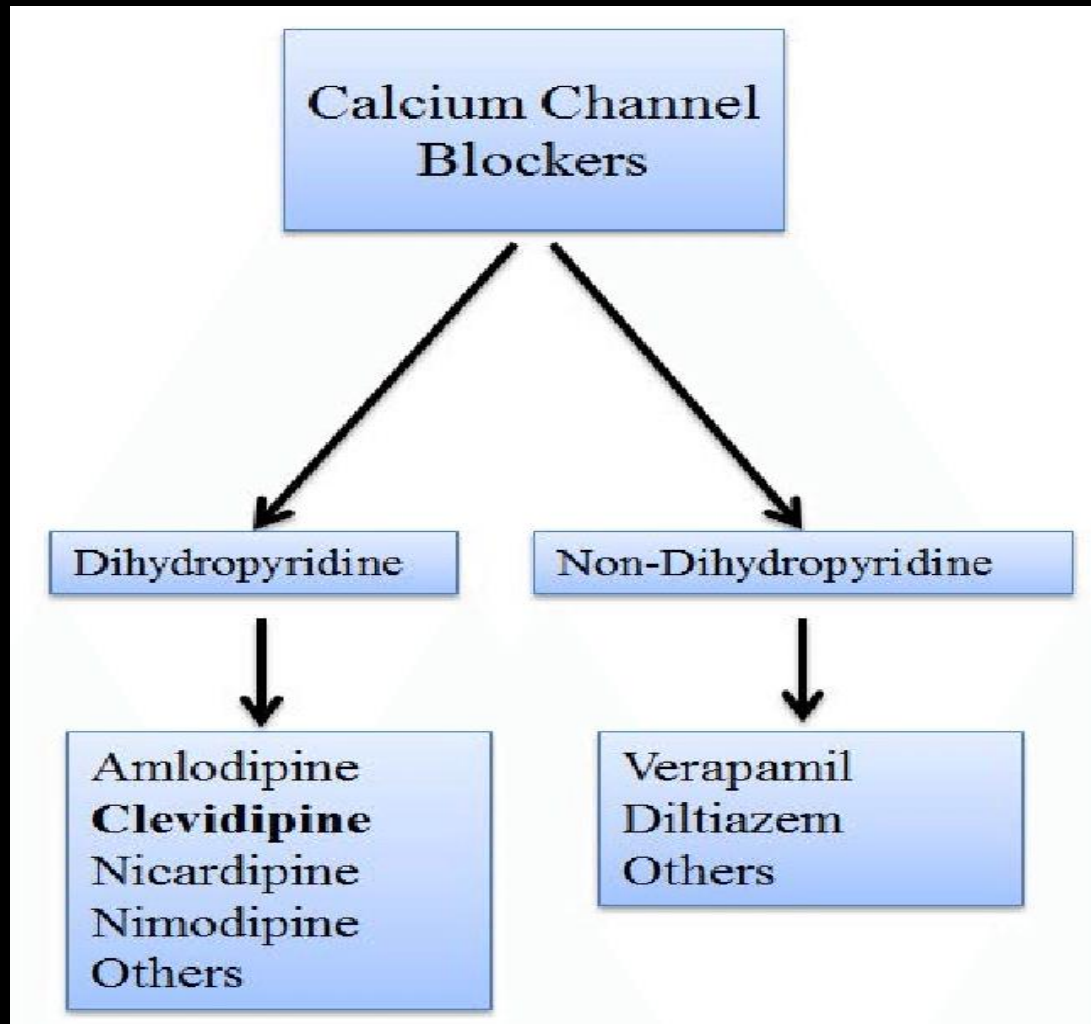 Calcium Channel
Blockers
Dihydropyridine
Non-Dihydropyridine
Amlodipine
Clevidipine
Nicardipine
Nimodipine
Others
Verapamil
Diltiazem
Others